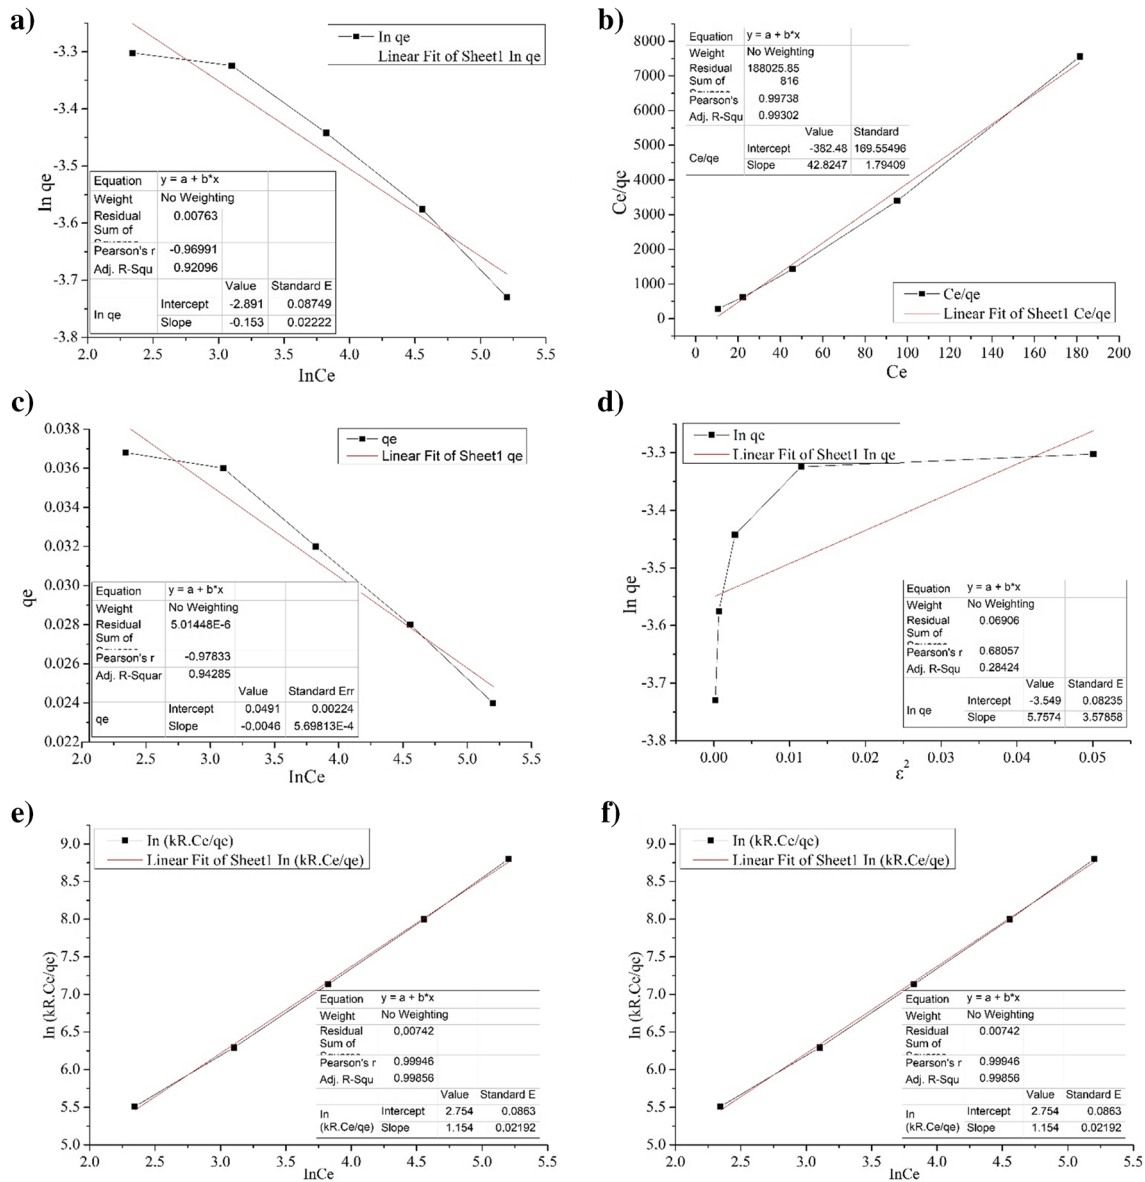 a)
In qe
Linear Fit of Sheet1 In qe
-3.3
-3.4
-3.5
-3.6
-3.7
-3.8
In qe
Equation y = a + b*x
Weight No Weighting
Residual 0.00763
Sum of
Pearson's r -0.96991
Adj. R-Squ 0.92096
Value Standard E
In qe Intercept -2.891 0.08749
Slope -0.153 0.02222
2.0 2.5 3.0 3.5 4.0 4.5 5.0 5.5
InCe
b)
8000
7000
6000
5000
4000
3000
2000
1000
0
Ce/qe
Equation y = a + b*x
Weight No Weighting
Residual 188025.85
Sum of 816
Pearson's 0.99738
Adj. R-Squ 0.99302
Value Standard
Ce/qe Intercept -382.48 169.55496
Slope 42.8247 1.79409
Ce/qe
Linear Fit of Sheet1 Ce/qe
0 20 40 60 80 100 120 140 160 180 200
Ce
c)
qe
Linear Fit of Sheet1 qe
0.038
0.036
0.034
0.032
0.030
0.028
0.026
0.024
0.022
qe
Equation y = a + b*x
Weight No Weighting
Residual 5.01448E-6
Sum of
Pearson's r -0.97833
Adj. R-Squar 0.94285
Value Standard Err
qe Intercept 0.0491 0.00224
Slope -0.0046 5.69813E-4
2.0 2.5 3.0 3.5 4.0 4.5 5.0 5.5
InCe
d)
In qe
Linear Fit of Sheet1 In qe
-3.3
-3.4
-3.5
-3.6
-3.7
-3.8
In qe
Equation y = a + b*x
Weight No Weighting
Residual 0.06906
Sum of
Pearson's r 0.68057
Adj. R-Squ 0.28424
Value Standard E
In qe Intercept -3.549 0.08235
Slope 5.7574 3.57858
0.00 0.01 0.02 0.03 0.04 0.05
ε²
e)
In (kR.Ce/qe)
Linear Fit of Sheet1 In (kR.Ce/qe)
9.0
8.5
8.0
7.5
7.0
6.5
6.0
5.5
5.0
In (kR.Ce/qe)
Equation y = a + b*x
Weight No Weighting
Residual 0.00742
Sum of
Pearson's r 0.99946
Adj. R-Squ 0.99856
Value Standard E
In Intercept 2.754 0.0863
(kR.Ce/qe) Slope 1.154 0.02192
2.0 2.5 3.0 3.5 4.0 4.5 5.0 5.5
InCe
f)
In (kR.Ce/qe)
Linear Fit of Sheet1 In (kR.Ce/qe)
9.0
8.5
8.0
7.5
7.0
6.5
6.0
5.5
5.0
In (kR.Ce/qe)
Equation y = a + b*x
Weight No Weighting
Residual 0.00742
Sum of
Pearson's r 0.99946
Adj. R-Squ 0.99856
Value Standard E
In Intercept 2.754 0.0863
(kR.Ce/qe) Slope 1.154 0.02192
2.0 2.5 3.0 3.5 4.0 4.5 5.0 5.5
InCe